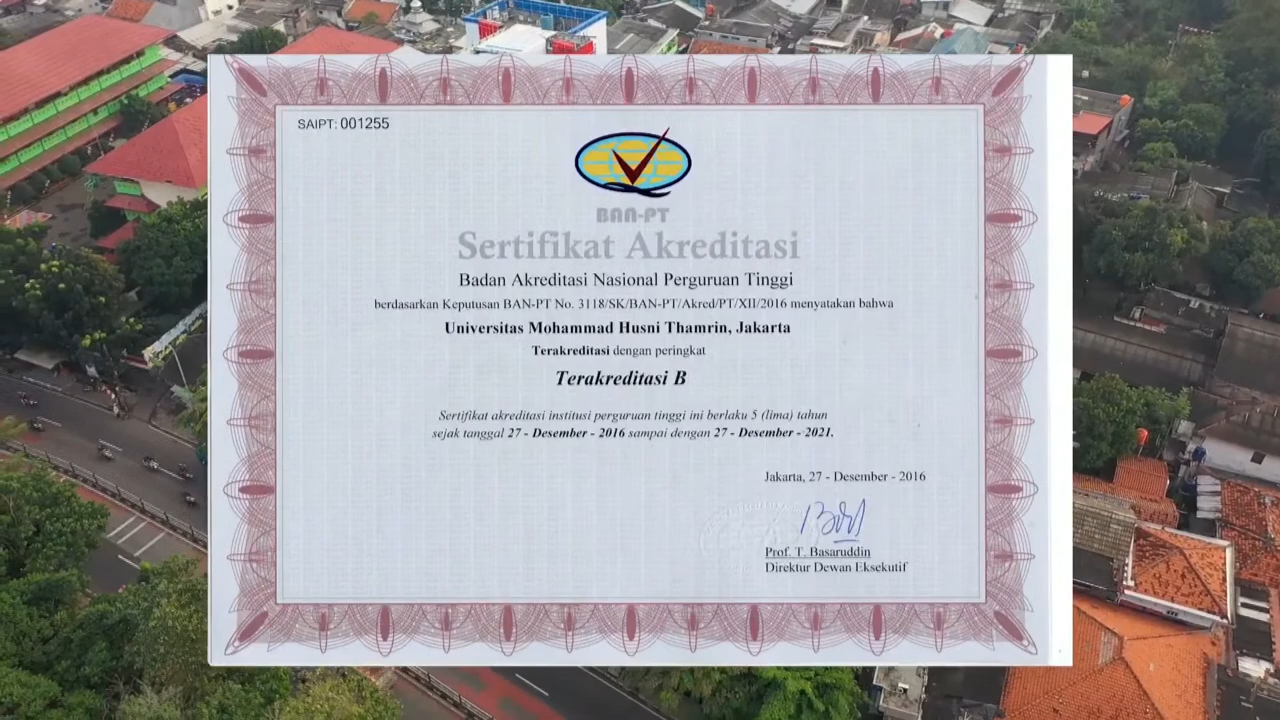 SAIPT: 001255
BAN-PT
Sertifikat Akreditasi
Badan Akreditasi Nasional Perguruan Tinggi
berdasarkan Keputusan BAN-PT No. 3118/SK/BAN-PT/Akred/PT/XII/2016 menyatakan bahwa
Universitas Mohammad Husni Thamrin, Jakarta
Terakreditasi dengan peringkat
Terakreditasi B
Sertifikat akreditasi institusi perguruan tinggi ini berlaku 5 (lima) tahun
sejak tanggal 27 - Desember - 2016 sampai dengan 27 - Desember - 2021.
Jakarta, 27 - Desember - 2016
Prof. T. Basaruddin
Direktur Dewan Eksekutif